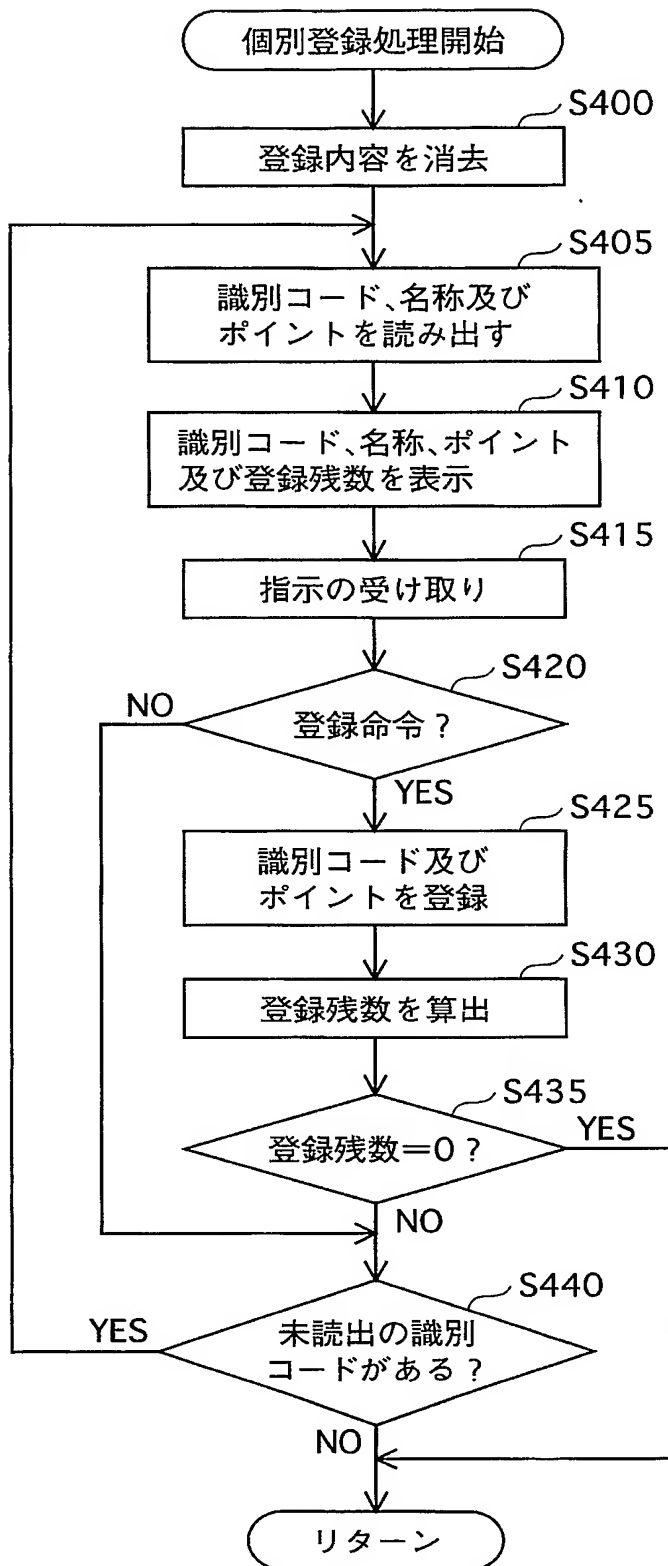 個別登録処理開始
S400
登録内容を消去
S405
識別コード、名称及び
ポイントを読み出す
S410
識別コード、名称、ポイント
及び登録残数を表示
S415
指示の受け取り
S420
登録命令?
NO
YES
S425
識別コード及び
ポイントを登録
S430
登録残数を算出
S435
登録残数=0?
YES
NO
S440
未読出の識別
コードがある?
YES
NO
リターン